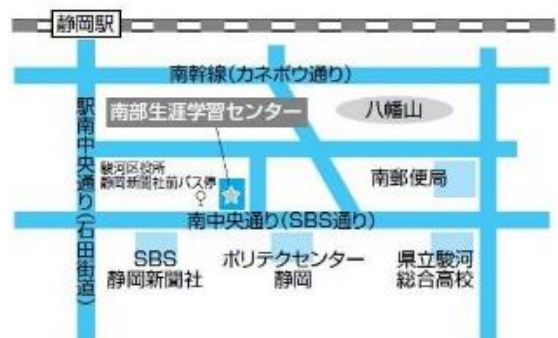 静岡駅
南幹線(カネボウ通り)
南部生涯学習センター
八幡山
駅南中央通り(石田街道)
駿河区役所
静岡新聞社前バス停
南郵便局
南中央通り(SBS通り)
SBS
静岡新聞社
ポリテクセンター
静岡
県立駿河
総合高校